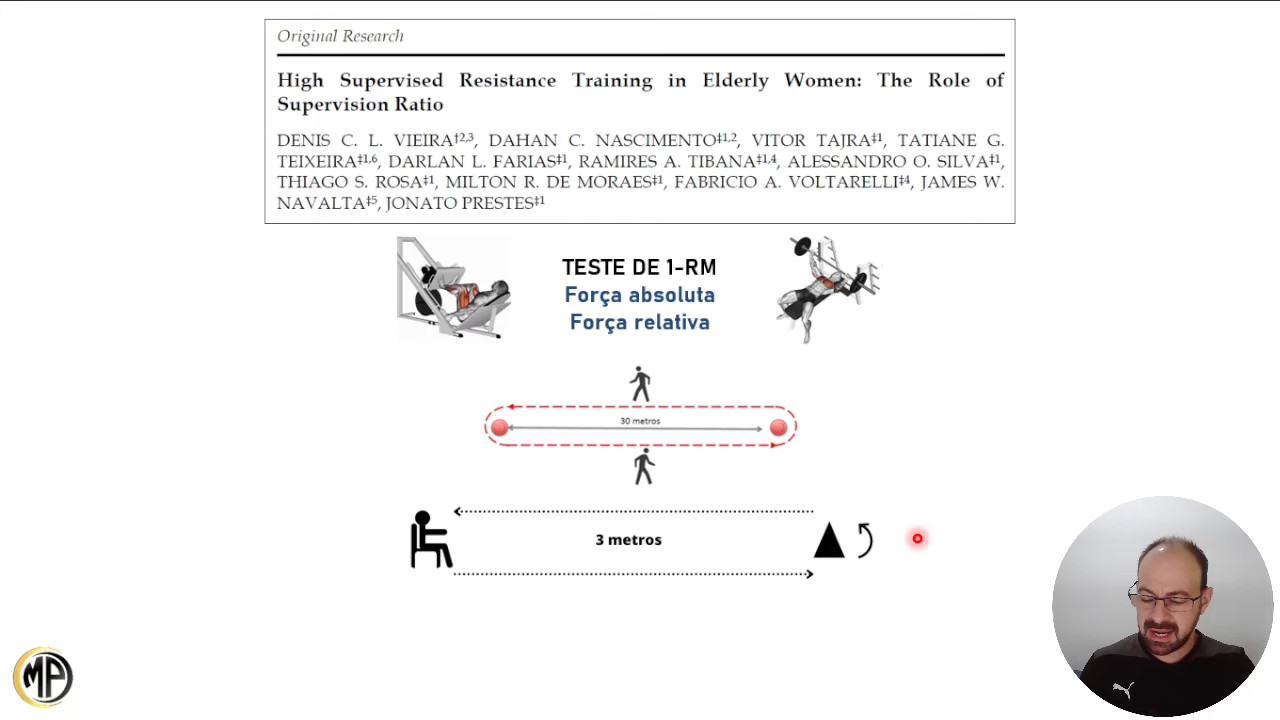 Original Research
High Supervised Resistance Training in Elderly Women: The Role of
Supervision Ratio
DENIS C. L. VIEIRA‡2,3, DAHAN C. NASCIMENTO‡1,2, VITOR TAJRA‡1, TATIANE G.
TEIXEIRA‡1,6, DARLAN L. FARIAS‡1, RAMIRES A. TIBANA‡1,4, ALESSANDRO O. SILVA‡1,
THIAGO S. ROSA‡1, MILTON R. DE MORAES‡1, FABRICIO A. VOLTARELLI‡4, JAMES W.
NAVALTA‡5, JONATO PRESTES‡1
TESTE DE 1-RM
Força absoluta
Força relativa
30 metros
3 metros
MP